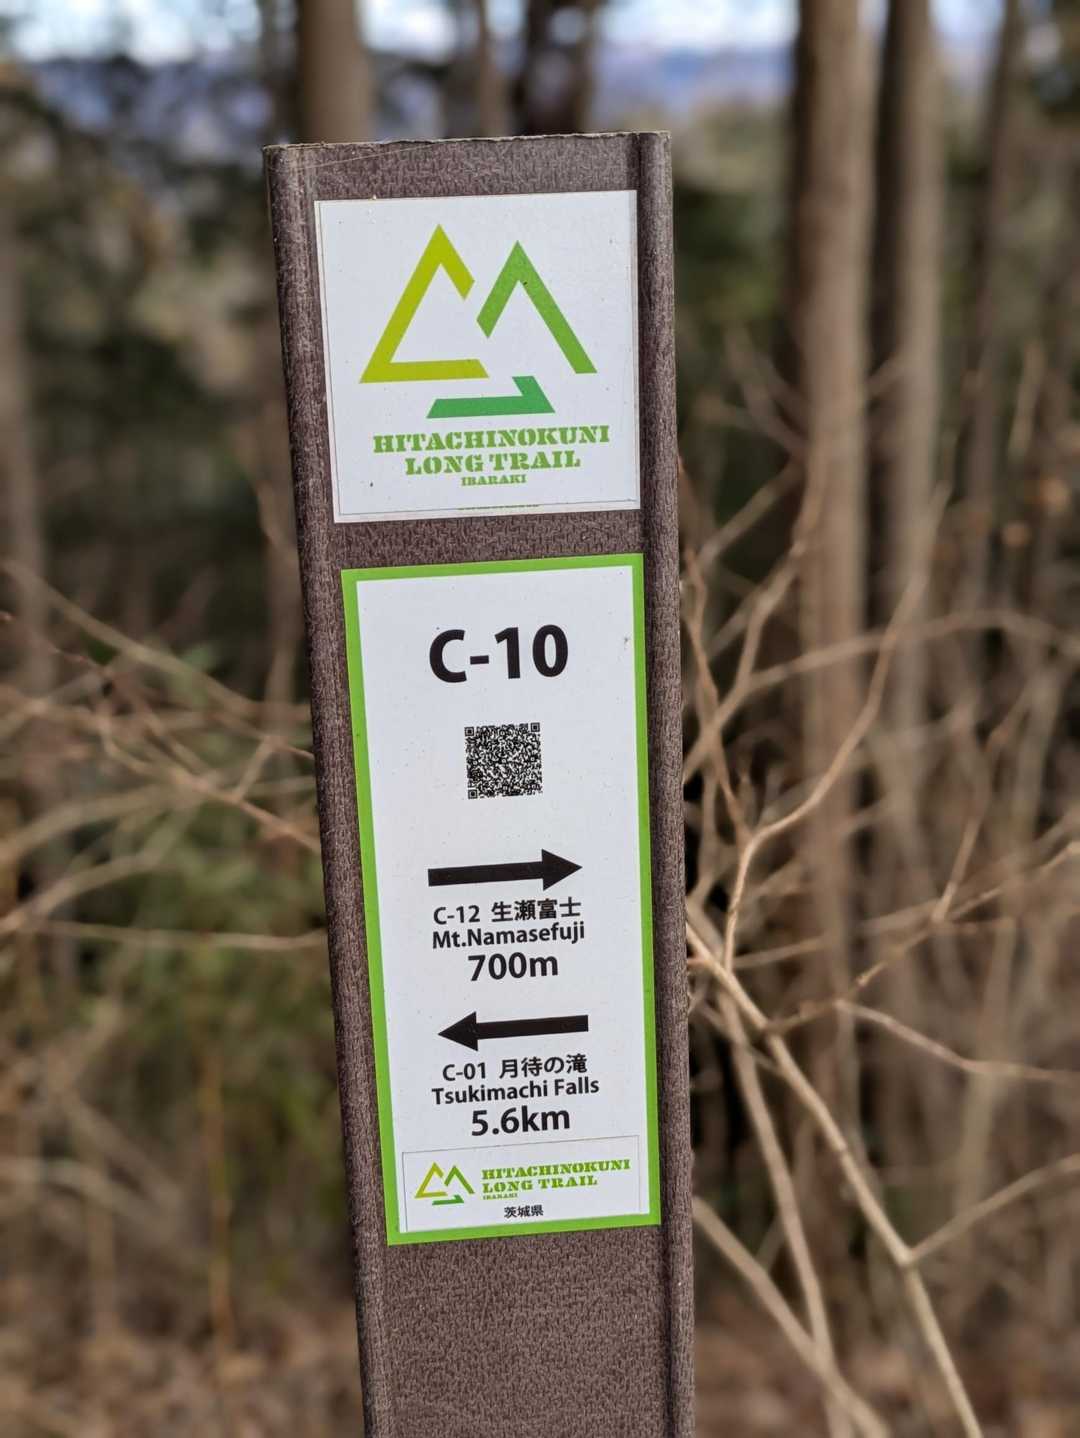 HITACHINOKUNI
LONG TRAIL
IBARAKI
C-10
C-12 生瀬富士
Mt.Namasefuji
700m
C-01 月待の滝
Tsukimachi Falls
5.6km
HITACHINOKUNI
LONG TRAIL
IBARAKI
茨城県